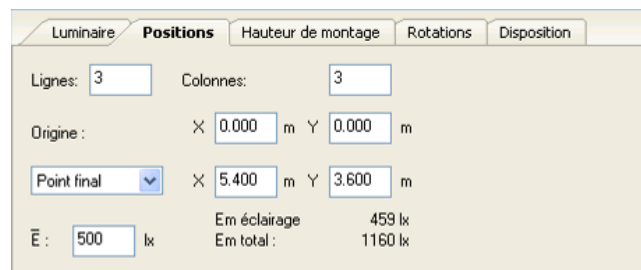 Luminaire Positions Hauteur de montage Rotations Disposition
Lignes: 3 Colonnes: 3
Origine : X 0.000 m Y 0.000 m
Point final X 5.400 m Y 3.600 m
Em éclairage 459 lx
E̅ : 500 lx Em total : 1160 lx